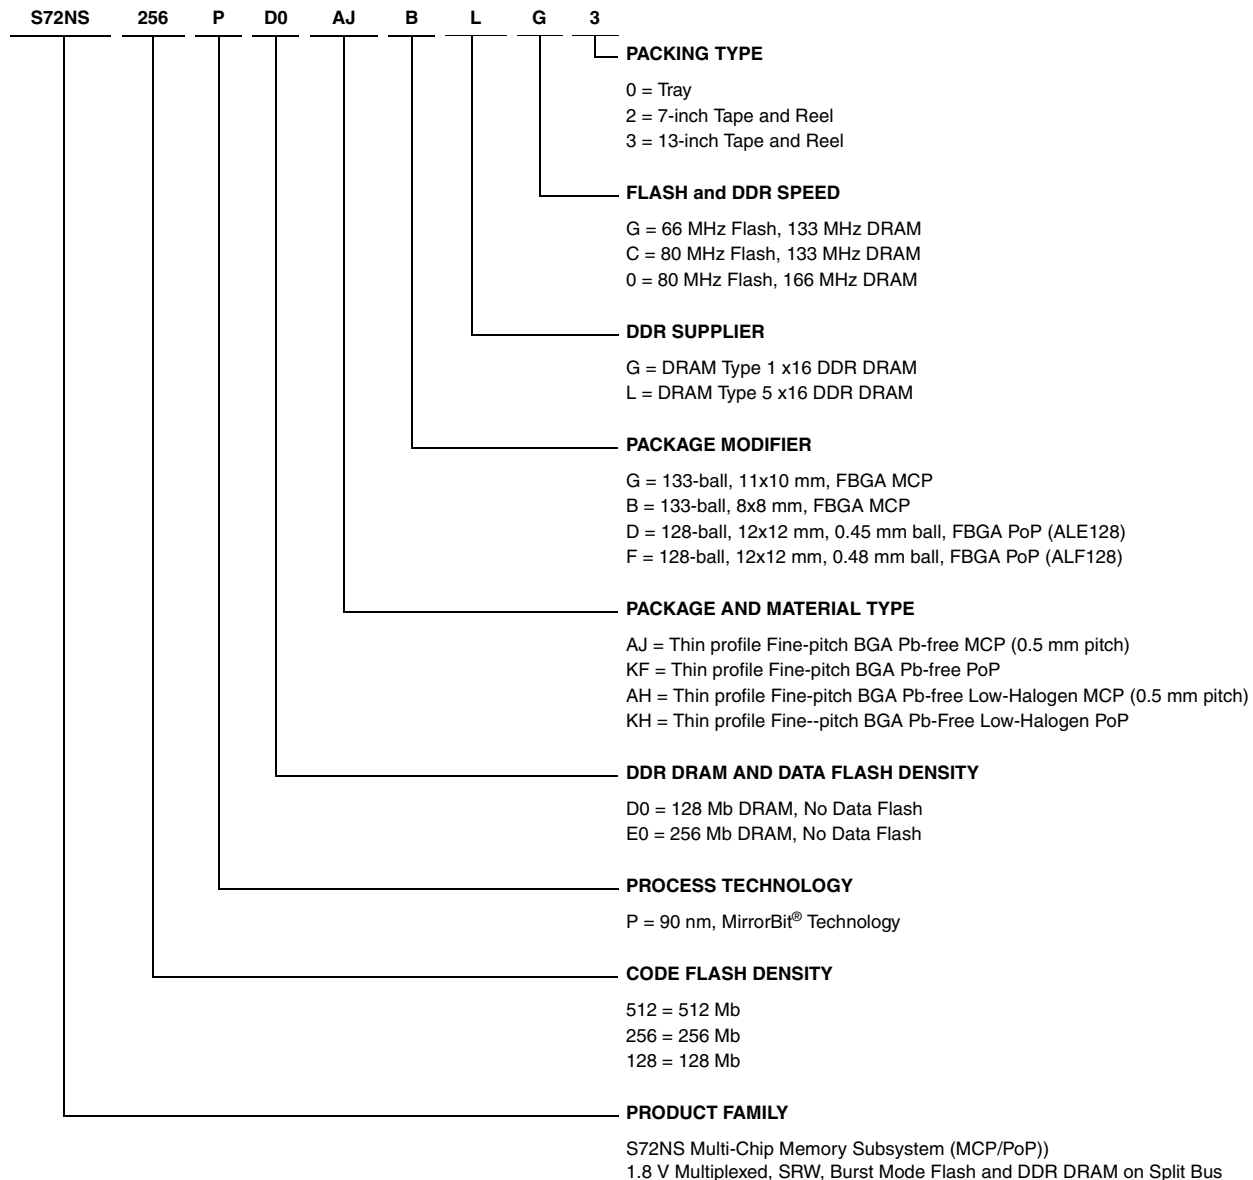 S72NS 256 P D0 AJ B L G 3
PACKING TYPE
0 = Tray
2 = 7-inch Tape and Reel
3 = 13-inch Tape and Reel
FLASH and DDR SPEED
G = 66 MHz Flash, 133 MHz DRAM
C = 80 MHz Flash, 133 MHz DRAM
0 = 80 MHz Flash, 166 MHz DRAM
DDR SUPPLIER
G = DRAM Type 1 x16 DDR DRAM
L = DRAM Type 5 x16 DDR DRAM
PACKAGE MODIFIER
G = 133-ball, 11x10 mm, FBGA MCP
B = 133-ball, 8x8 mm, FBGA MCP
D = 128-ball, 12x12 mm, 0.45 mm ball, FBGA PoP (ALE128)
F = 128-ball, 12x12 mm, 0.48 mm ball, FBGA PoP (ALF128)
PACKAGE AND MATERIAL TYPE
AJ = Thin profile Fine-pitch BGA Pb-free MCP (0.5 mm pitch)
KF = Thin profile Fine-pitch BGA Pb-free PoP
AH = Thin profile Fine-pitch BGA Pb-free Low-Halogen MCP (0.5 mm pitch)
KH = Thin profile Fine--pitch BGA Pb-Free Low-Halogen PoP
DDR DRAM AND DATA FLASH DENSITY
D0 = 128 Mb DRAM, No Data Flash
E0 = 256 Mb DRAM, No Data Flash
PROCESS TECHNOLOGY
P = 90 nm, MirrorBit® Technology
CODE FLASH DENSITY
512 = 512 Mb
256 = 256 Mb
128 = 128 Mb
PRODUCT FAMILY
S72NS Multi-Chip Memory Subsystem (MCP/PoP))
1.8 V Multiplexed, SRW, Burst Mode Flash and DDR DRAM on Split Bus